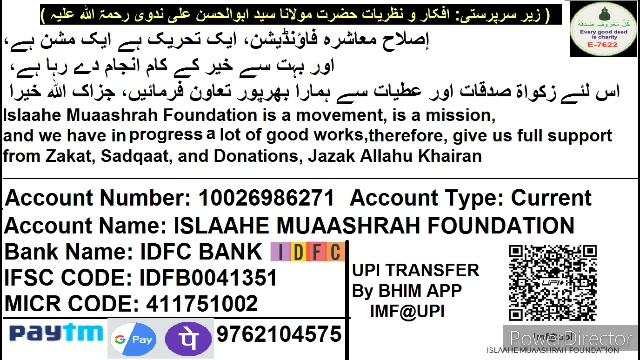 ( زیر سرپرستی: افکار و نظریات حضرت مولانا سید ابوالحسن علی ندوی رحمۃ اللہ علیہ )
كُلُّ مَعْرُوفٍ صَدَقَةٌ
Every good deed
is charity
E-7622
إصلاح معاشرہ فاؤنڈیشن، ایک تحریک ہے ایک مشن ہے،
اور بہت سے خیر کے کام انجام دے رہا ہے،
اس لئے زکواة صدقات اور عطیات سے ہمارا بھرپور تعاون فرمائیں، جزاک اللہ خیرا
Islaahe Muaashrah Foundation is a movement, is a mission,
and we have in progress a lot of good works,therefore, give us full support
from Zakat, Sadqaat, and Donations, Jazak Allahu Khairan
Account Number: 10026986271 Account Type: Current
Account Name: ISLAAHE MUAASHRAH FOUNDATION
Bank Name: IDFC BANK IDFC
IFSC CODE: IDFB0041351
MICR CODE: 411751002
UPI TRANSFER
By BHIM APP
IMF@UPI
paytm G Pay पे 9762104575
PowerDirector
ISLAAHE MUAASHRAH FOUNDATION